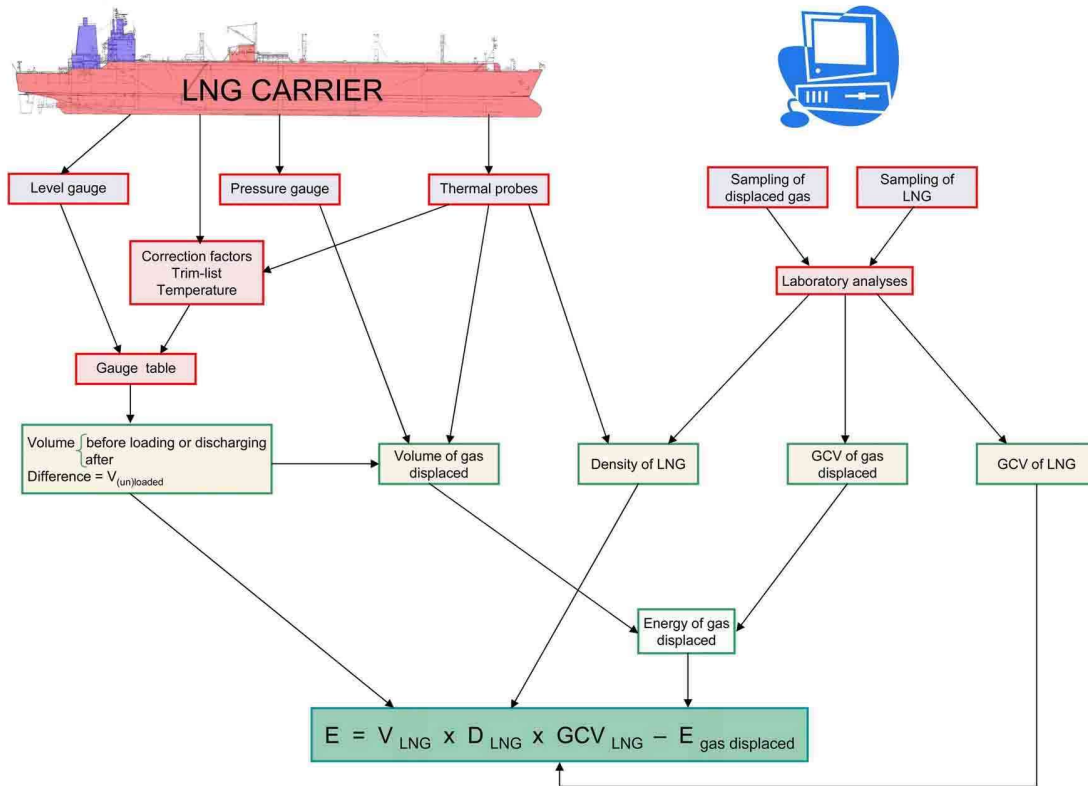 LNG CARRIER
Level gauge
Pressure gauge
Thermal probes
Sampling of
displaced gas
Sampling of
LNG
Correction factors
Trim-list
Temperature
Laboratory analyses
Gauge table
Volume { before loading or discharging
after
Difference = V(un)loaded
Volume of gas
displaced
Density of LNG
GCV of gas
displaced
GCV of LNG
Energy of gas
displaced
E = V LNG x D LNG x GCV LNG – E gas displaced